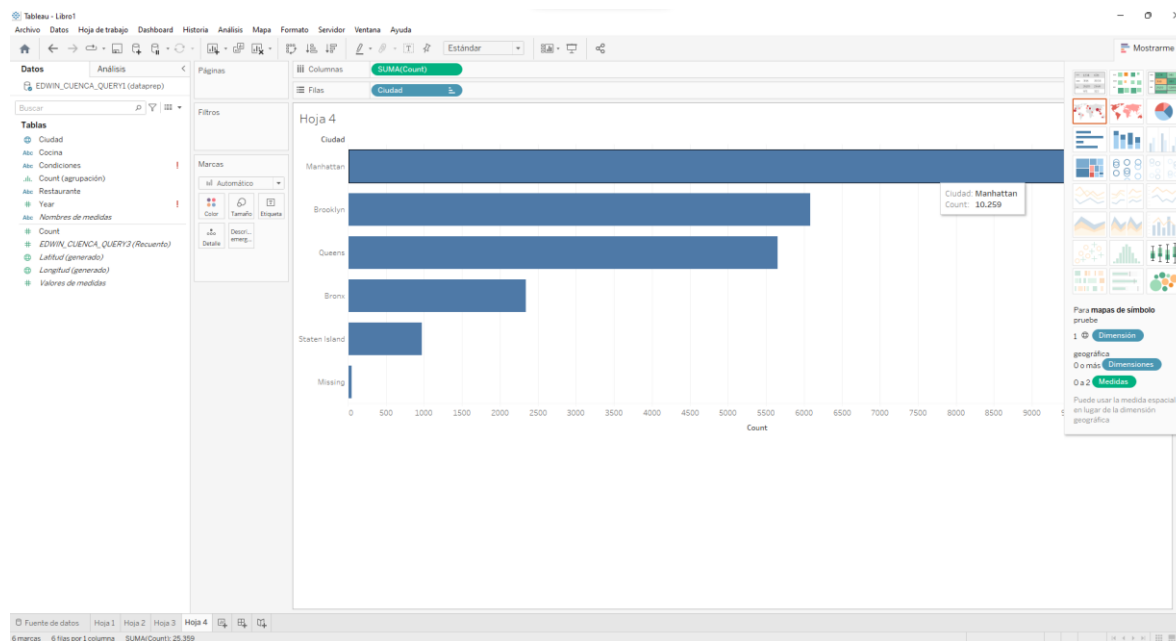 Tableau - Libro1
Archivo Datos Hoja de trabajo Dashboard Historia Análisis Mapa Formato Servidor Ventana Ayuda
Estándar
Mostrarme
Datos Análisis
Páginas
Columnas SUMA(Count)
EDWIN_CUENCA_QUERY1 (dataprep)
Filas Ciudad
Buscar
Filtros
Hoja 4
Tablas
Ciudad
Abc Cocina
Abc Condiciones !
Count (agrupación)
Abc Restaurante
# Year !
Abc Nombres de medidas
# Count
# EDWIN_CUENCA_QUERY3 (Recuento)
Latitud (generado)
Longitud (generado)
# Valores de medidas
Marcas
Automático
Color Tamaño Etiqueta
Detalle Descri... emerg...
Ciudad
Manhattan
Brooklyn
Queens
Bronx
Staten Island
Missing
Ciudad: Manhattan
Count: 10.259
0 500 1000 1500 2000 2500 3000 3500 4000 4500 5000 5500 6000 6500 7000 7500 8000 8500 9000
Count
Para mapas de símbolo
pruebe
1 Dimensión
geográfica
0 o más Dimensiones
0 a 2 Medidas
Puede usar la medida espacial
en lugar de la dimensión
geográfica
Fuente de datos Hoja 1 Hoja 2 Hoja 3 Hoja 4
6 marcas 6 filas por 1 columna SUMA(Count): 25.359